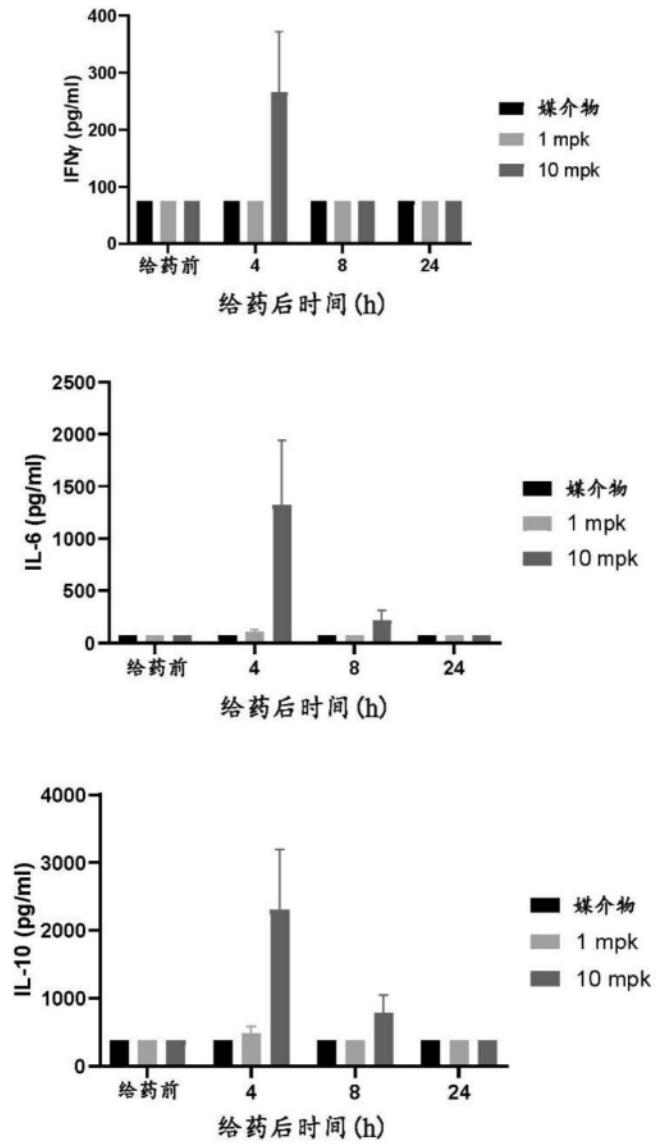 400
300
200
100
0
IFNγ (pg/ml)
给药前 4 8 24
给药后时间(h)
媒介物
1 mpk
10 mpk
2500
2000
1500
1000
500
0
IL-6 (pg/ml)
给药前 4 8 24
给药后时间(h)
媒介物
1 mpk
10 mpk
4000
3000
2000
1000
0
IL-10 (pg/ml)
给药前 4 8 24
给药后时间(h)
媒介物
1 mpk
10 mpk